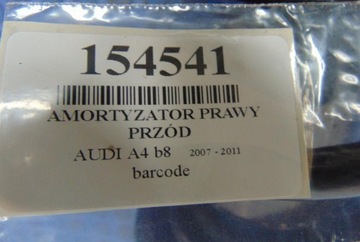 154541
AMORTYZATOR PRAWY
PRZÓD
AUDI A4 b8 2007 - 2011
barcode